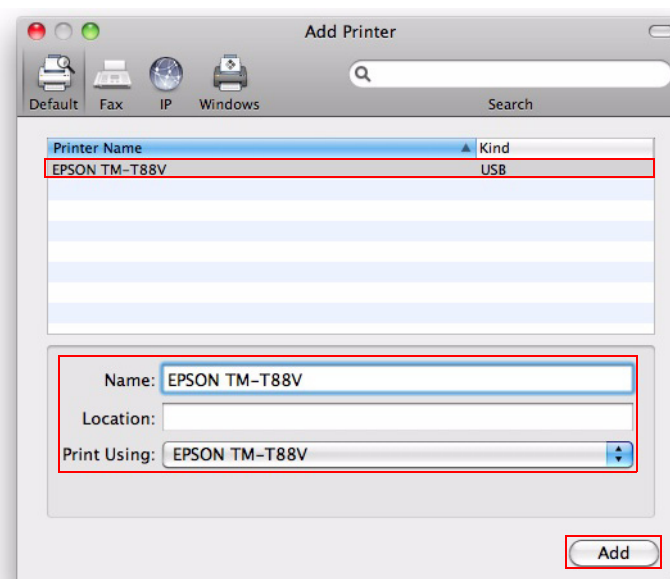 Add Printer
Default Fax IP Windows Search
Printer Name Kind
EPSON TM-T88V USB
Name: EPSON TM-T88V
Location:
Print Using: EPSON TM-T88V
Add